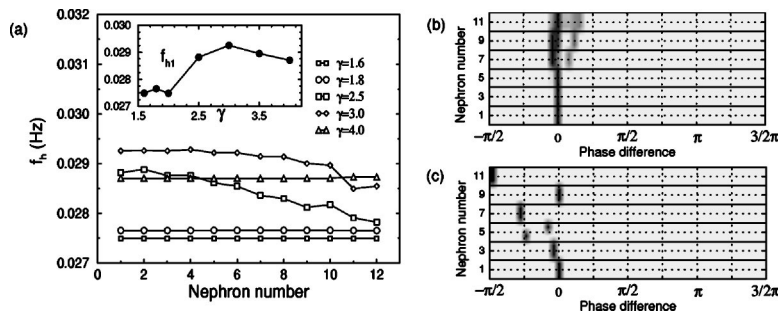 (a)
0.032
0.031
0.030
0.029
0.028
0.027
f_h (Hz)
1 2 3 4 5 6 7 8 9 10 11 12
Nephron number
0.030
0.029
0.028
0.027
f_h1
2.5 3.5
γ
γ=1.6
γ=1.8
γ=2.5
γ=3.0
γ=4.0
(b)
Nephron number
11
9
7
5
3
1
−π/2 0 π/2 π 3/2π
Phase difference
(c)
Nephron number
11
9
7
5
3
1
−π/2 0 π/2 π 3/2π
Phase difference